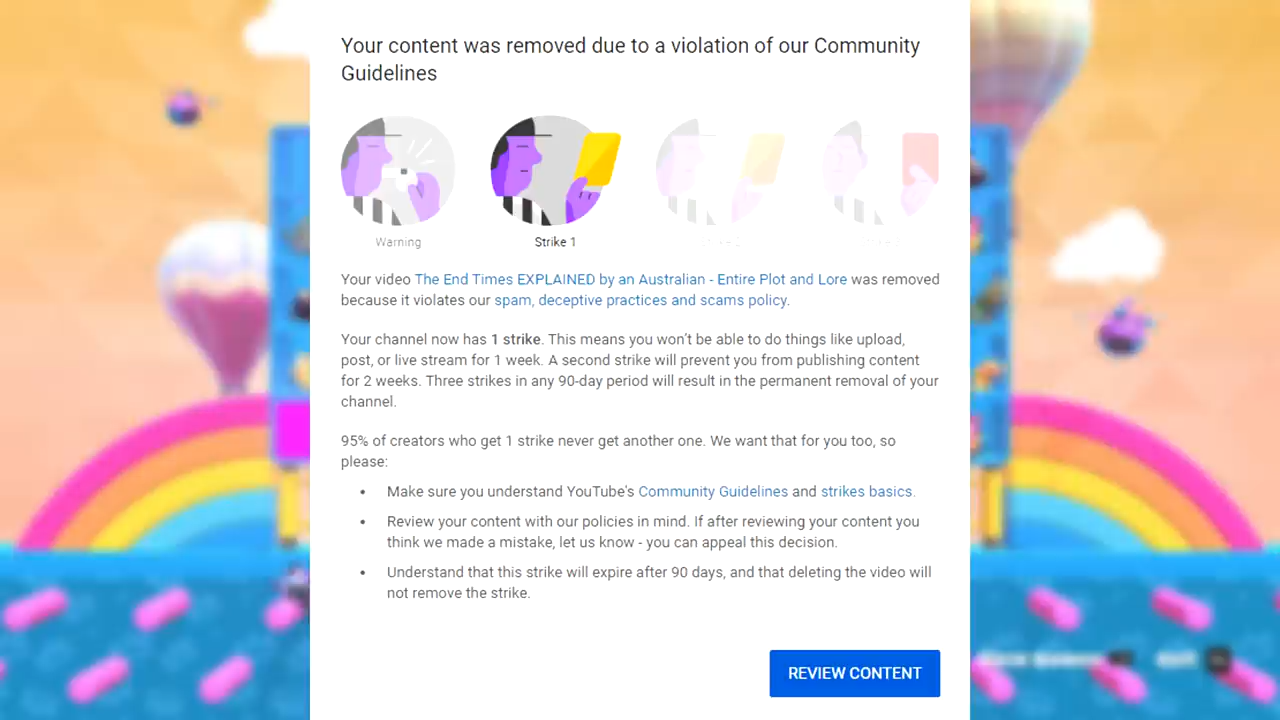 Your content was removed due to a violation of our Community
Guidelines
Warning
Strike 1
Your video The End Times EXPLAINED by an Australian - Entire Plot and Lore was removed
because it violates our spam, deceptive practices and scams policy.
Your channel now has 1 strike. This means you won’t be able to do things like upload,
post, or live stream for 1 week. A second strike will prevent you from publishing content
for 2 weeks. Three strikes in any 90-day period will result in the permanent removal of your
channel.
95% of creators who get 1 strike never get another one. We want that for you too, so
please:
• Make sure you understand YouTube's Community Guidelines and strikes basics.
• Review your content with our policies in mind. If after reviewing your content you
think we made a mistake, let us know - you can appeal this decision.
• Understand that this strike will expire after 90 days, and that deleting the video will
not remove the strike.
REVIEW CONTENT